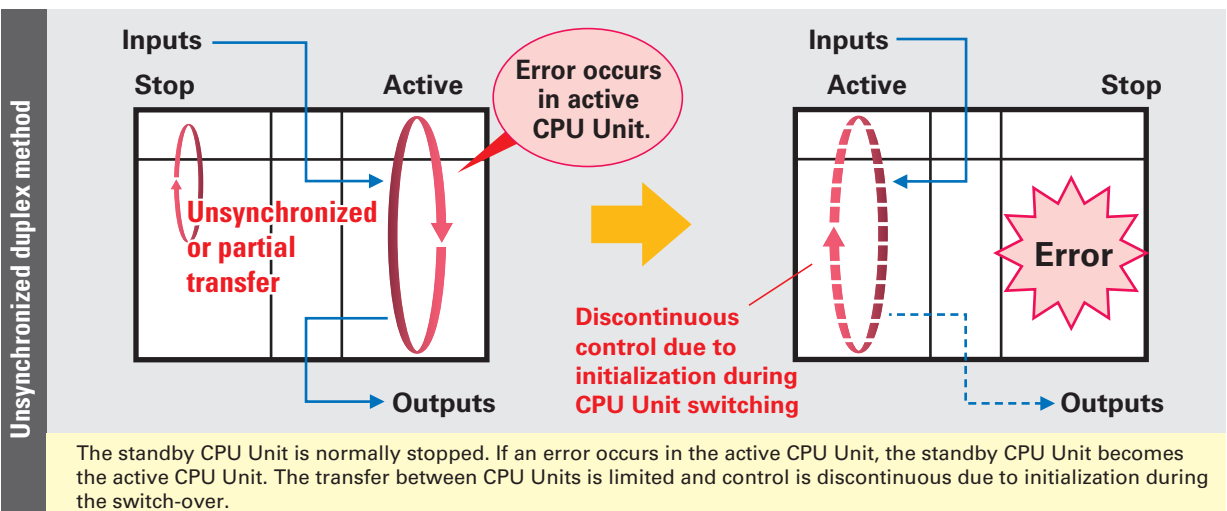 Unsynchronized duplex method
Inputs
Stop
Active
Error occurs
in active
CPU Unit.
Unsynchronized
or partial
transfer
Outputs
Inputs
Active
Stop
Error
Discontinuous
control due to
initialization during
CPU Unit switching
Outputs
The standby CPU Unit is normally stopped. If an error occurs in the active CPU Unit, the standby CPU Unit becomes
the active CPU Unit. The transfer between CPU Units is limited and control is discontinuous due to initialization during
the switch-over.